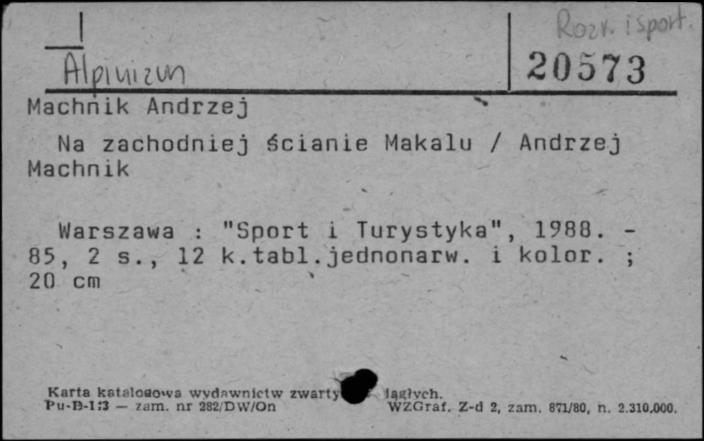 Rozr. i sport.
Alpinizm
20573
Machnik Andrzej
Na zachodniej ścianie Makalu / Andrzej
Machnik
Warszawa : "Sport i Turystyka", 1988. -
85, 2 s., 12 k.tabl.jednonarw. i kolor. ;
20 cm
Karta katalogowa wydawnictw zwarty iągłych.
Pu-B-1/3 — zam. nr 282/DW/On WZGraf. Z-d 2, zam. 871/80, n. 2.310.000.